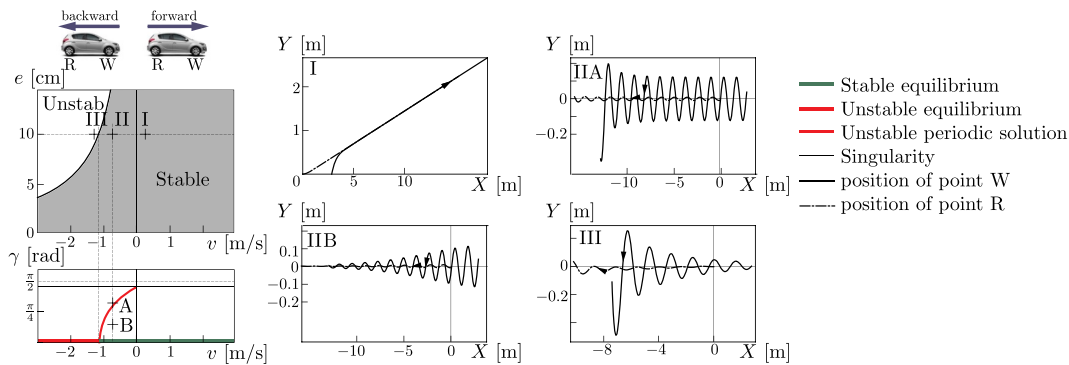 backward
forward
R W
R W
e [cm]
Unstab
III II I
10
5
0
Stable
−2 −1 0 1 v [m/s]
γ [rad]
π/2
π/4
A
B
−2 −1 0 1 v [m/s]
Y [m]
I
2
1
0
0 5 10 X [m]
Y [m]
IIA
0
−0.2
−10 −5 0 X [m]
Y [m]
IIB
0.1
0
−0.1
−0.2
−10 −5 0 X [m]
Y [m]
III
0
−0.2
−8 −4 0 X [m]
Stable equilibrium
Unstable equilibrium
Unstable periodic solution
Singularity
position of point W
position of point R